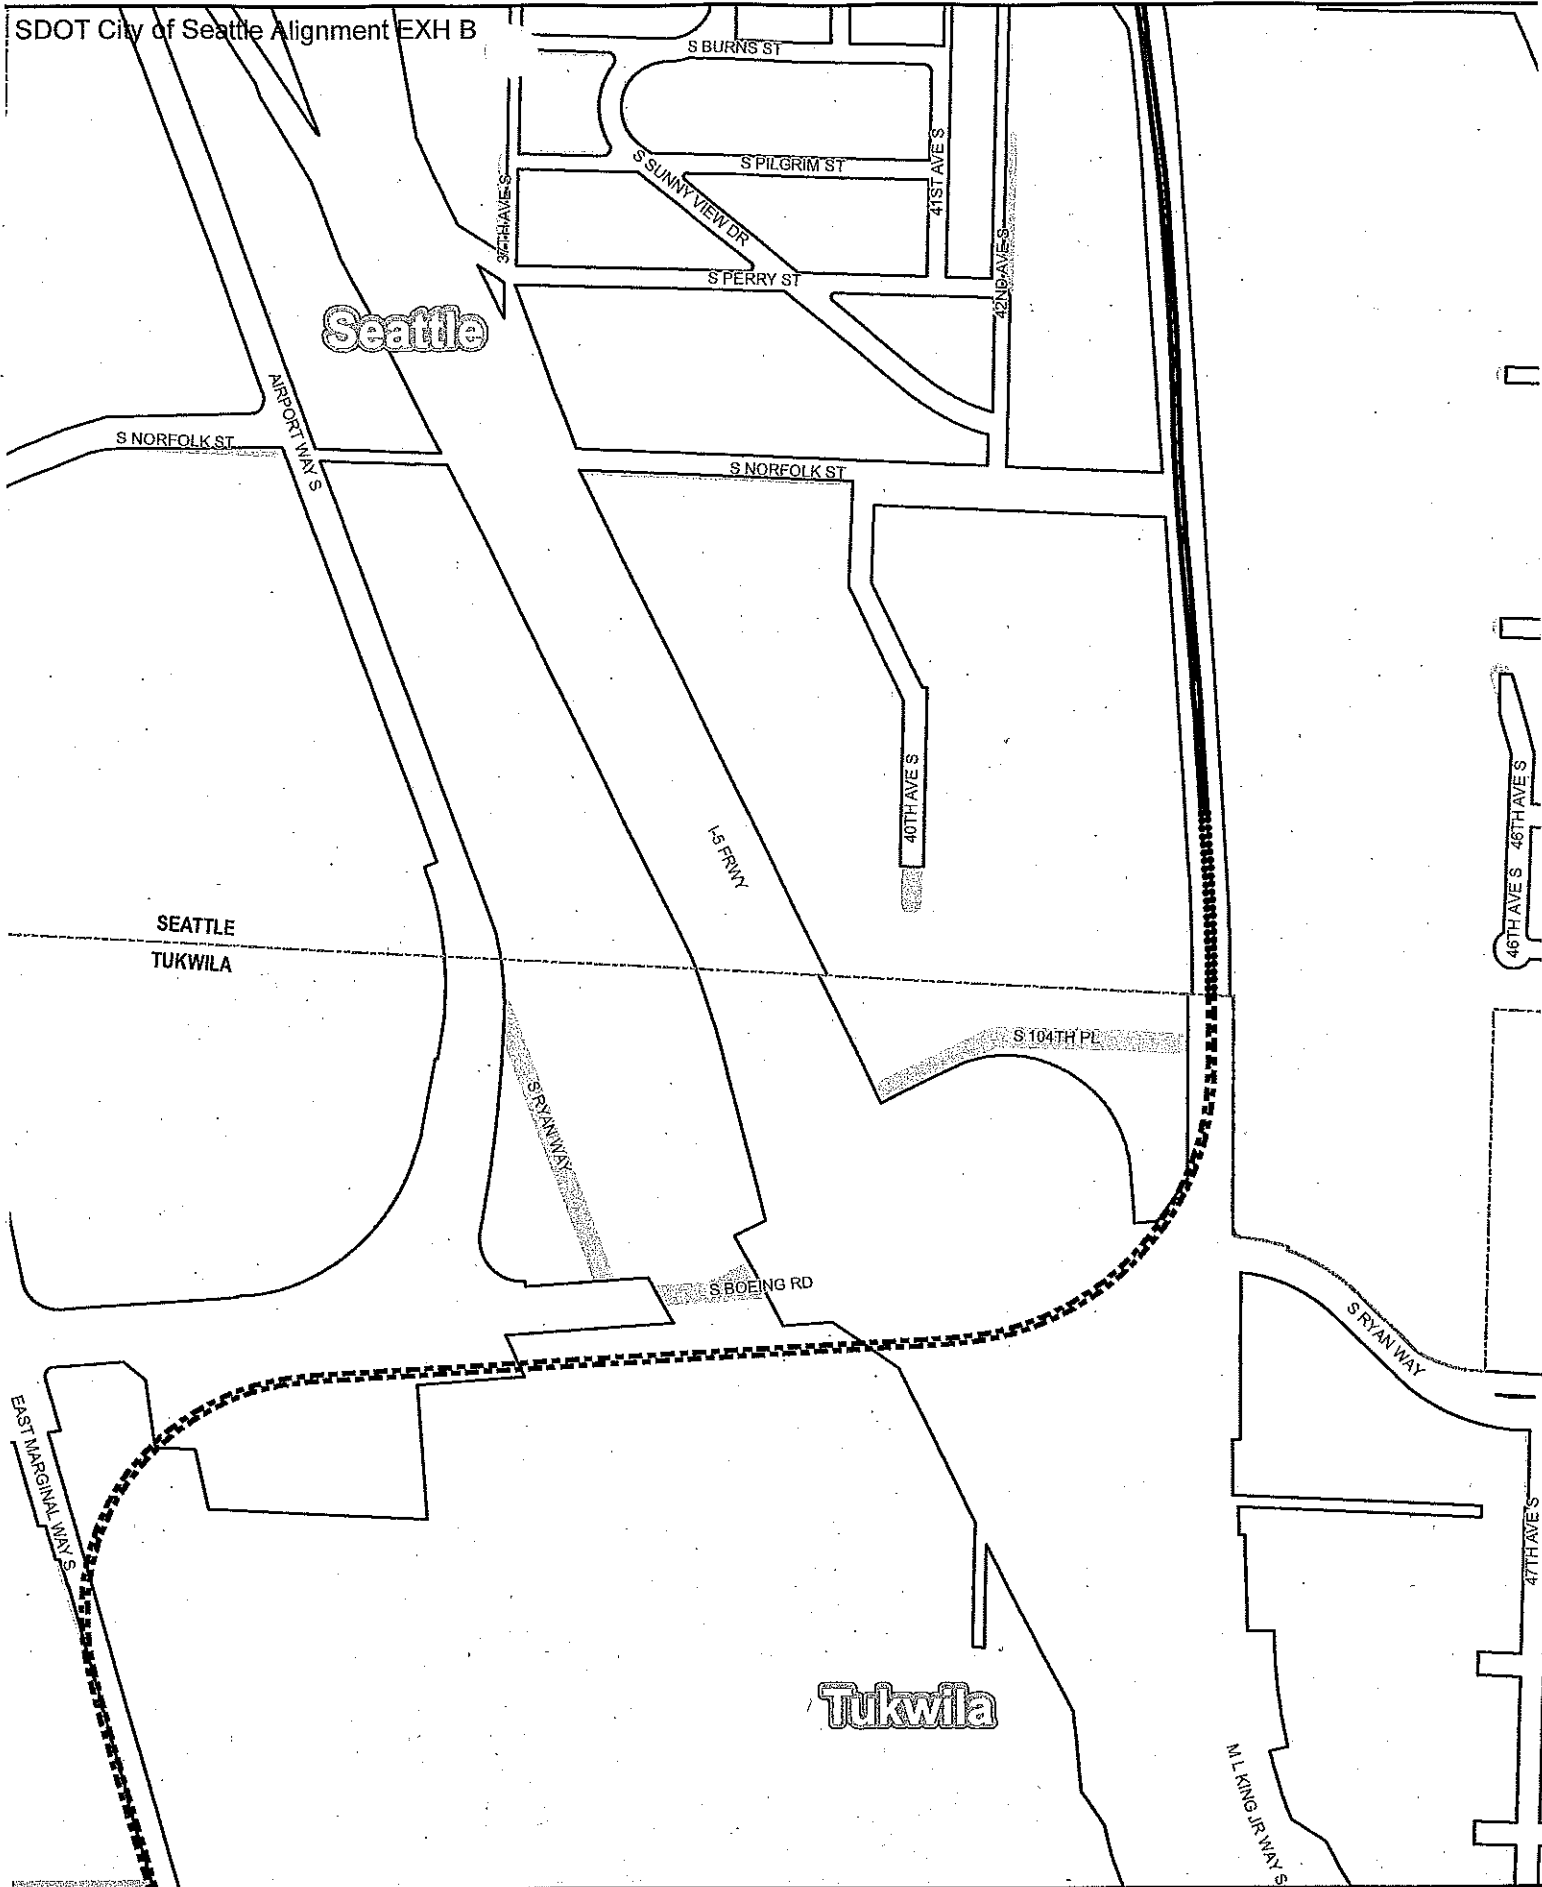 SDOT City of Seattle Alignment EXH B
S BURNS ST
S PILGRIM ST
S SUNNY VIEW DR
41ST AVE S
37TH AVE S
S PERRY ST
42ND AVE S
Seattle
AIRPORT WAY S
S NORFOLK ST
S NORFOLK ST
40TH AVE S
I-5 FRWY
46TH AVE S
46TH AVE S
SEATTLE
TUKWILA
S 104TH PL
S RYAN WAY
S BOEING RD
S RYAN WAY
EAST MARGINAL WAY S
47TH AVE S
Tukwila
M L KING JR WAY S